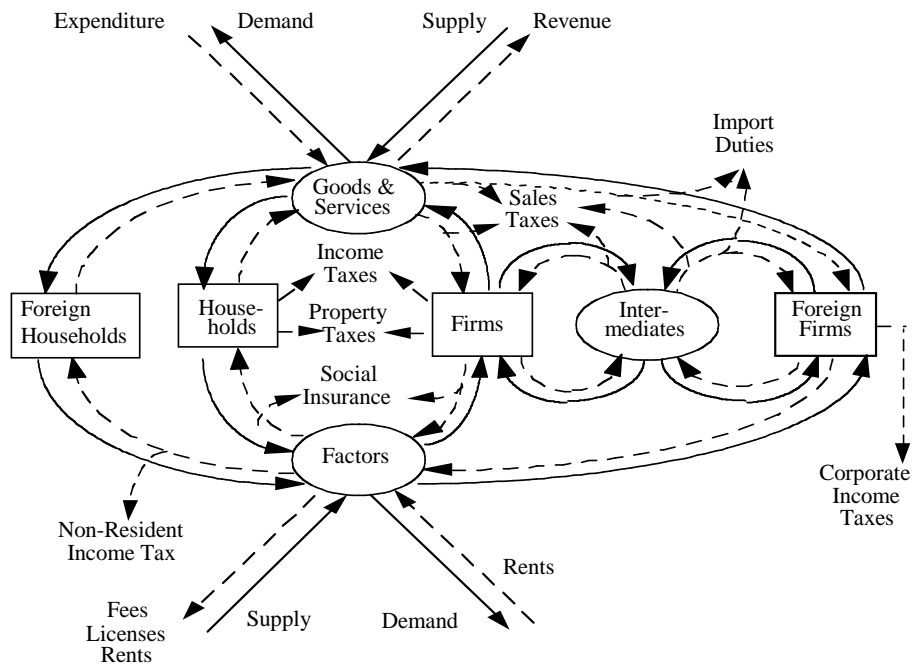 Expenditure
Demand
Supply
Revenue
Import
Duties
Goods &
Services
Sales
Taxes
Income
Taxes
Foreign
Households
House-
holds
Property
Taxes
Firms
Inter-
mediates
Foreign
Firms
Social
Insurance
Factors
Non-Resident
Income Tax
Corporate
Income
Taxes
Rents
Fees
Licenses
Rents
Supply
Demand